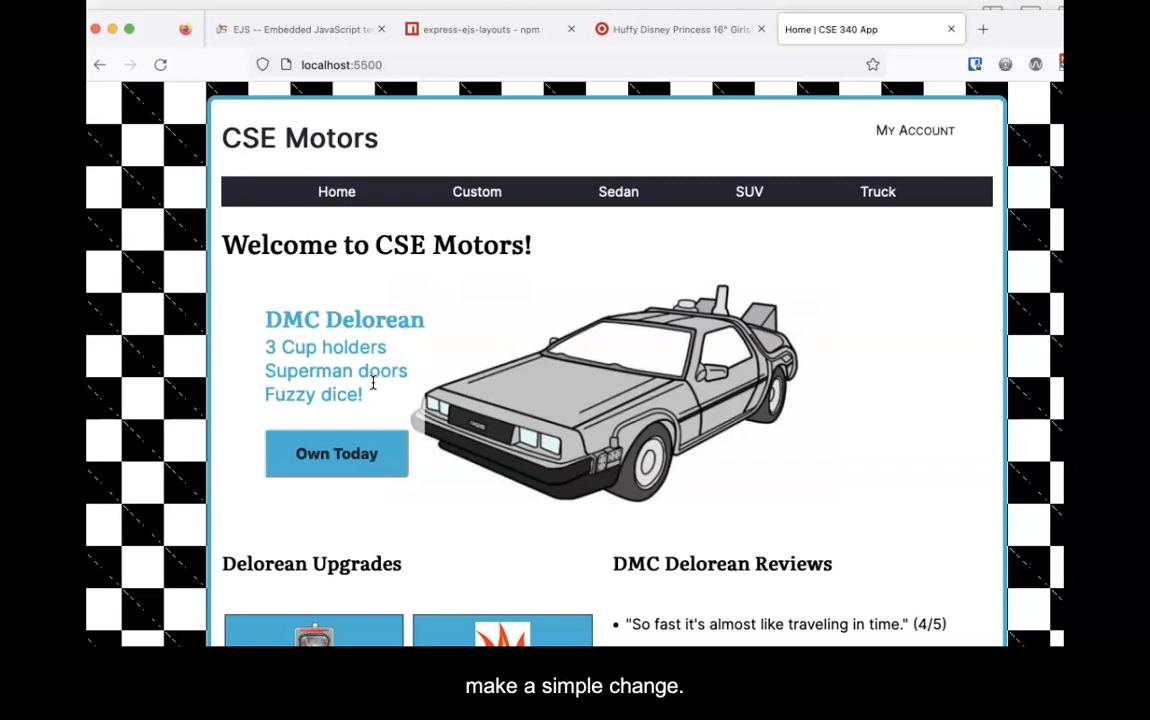 EJS -- Embedded JavaScript te
express-ejs-layouts - npm
Huffy Disney Princess 16" Girls'
Home | CSE 340 App
localhost:5500
CSE Motors
My Account
Home Custom Sedan SUV Truck
Welcome to CSE Motors!
DMC Delorean
3 Cup holders
Superman doors
Fuzzy dice!
Own Today
Delorean Upgrades
DMC Delorean Reviews
• "So fast it's almost like traveling in time." (4/5)
make a simple change.